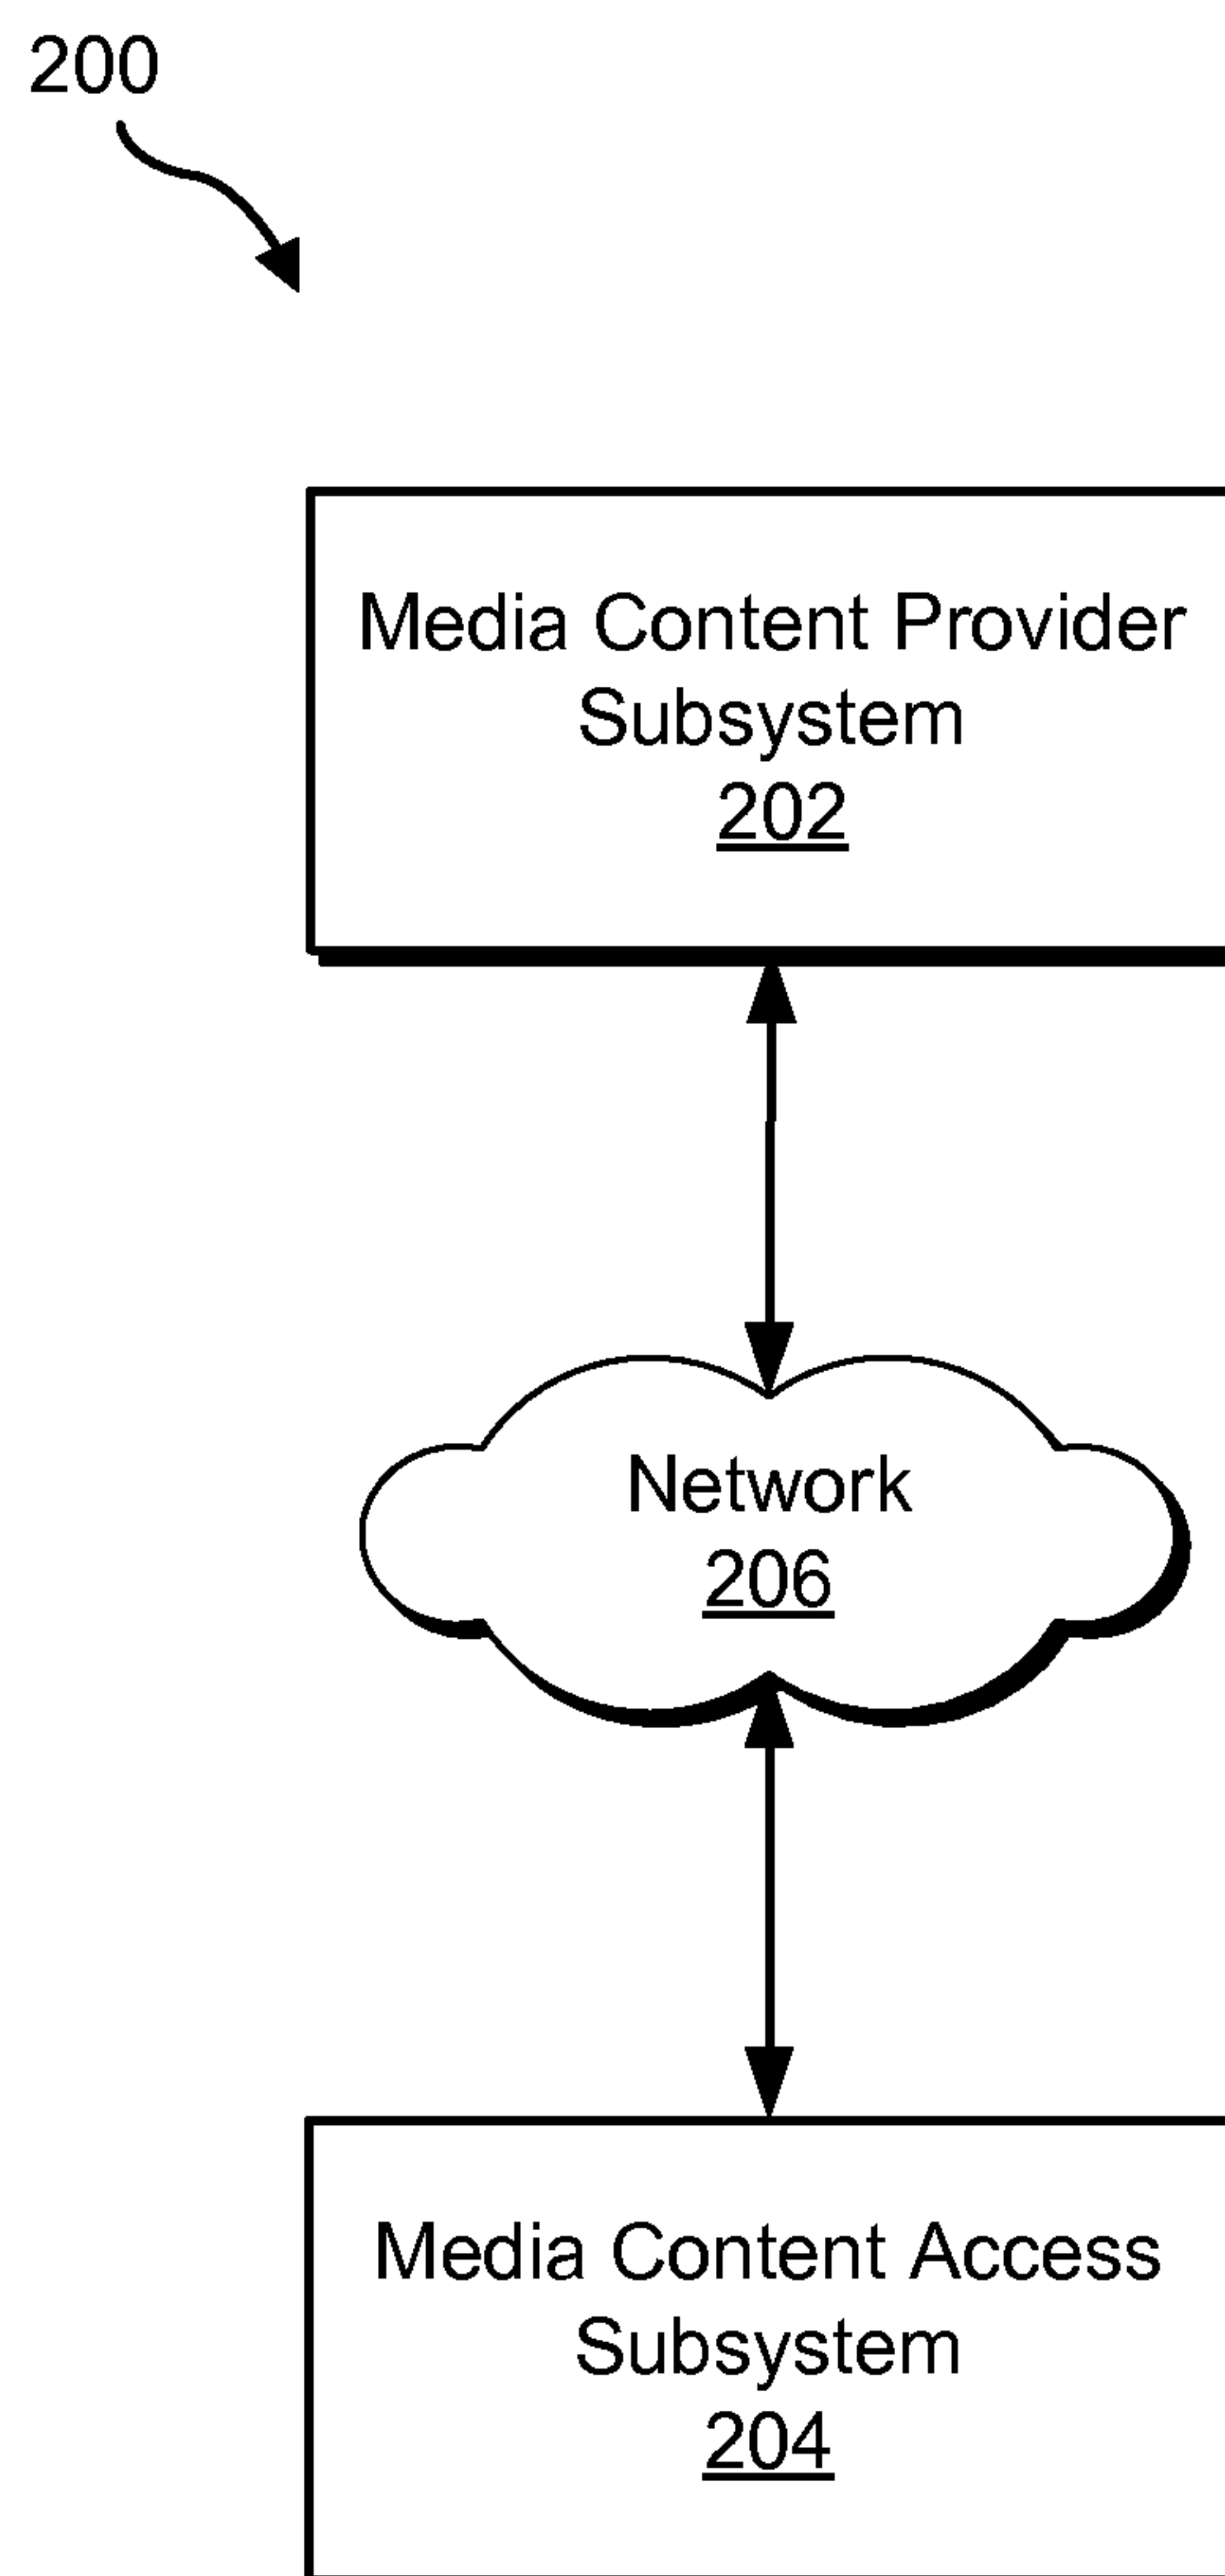 200
Media Content Provider
Subsystem
202
Network
206
Media Content Access
Subsystem
204